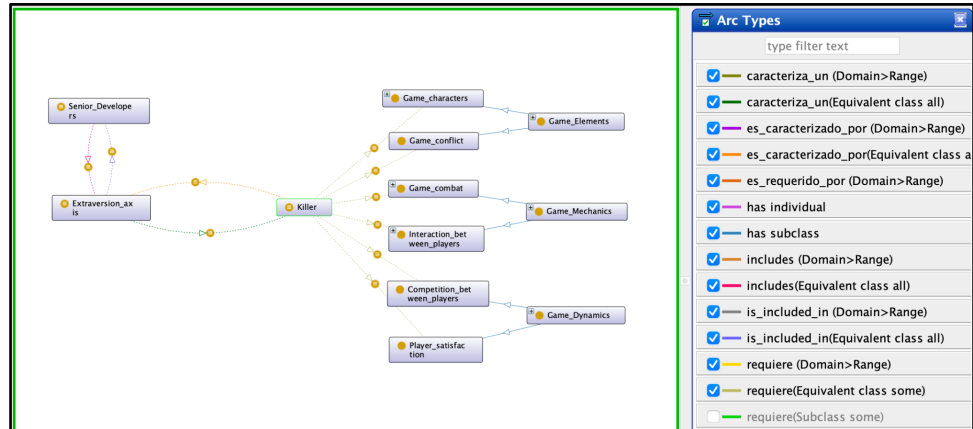 Senior_Develope
rs
Extraversion_ax
is
Killer
Game_characters
Game_conflict
Game_combat
Interaction_bet
ween_players
Competition_bet
ween_players
Player_satisfac
tion
Game_Elements
Game_Mechanics
Game_Dynamics
Arc Types
type filter text
caracteriza_un (Domain>Range)
caracteriza_un(Equivalent class all)
es_caracterizado_por (Domain>Range)
es_caracterizado_por(Equivalent class a
es_requerido_por (Domain>Range)
has individual
has subclass
includes (Domain>Range)
includes(Equivalent class all)
is_included_in (Domain>Range)
is_included_in(Equivalent class all)
requiere (Domain>Range)
requiere(Equivalent class some)
requiere(Subclass some)